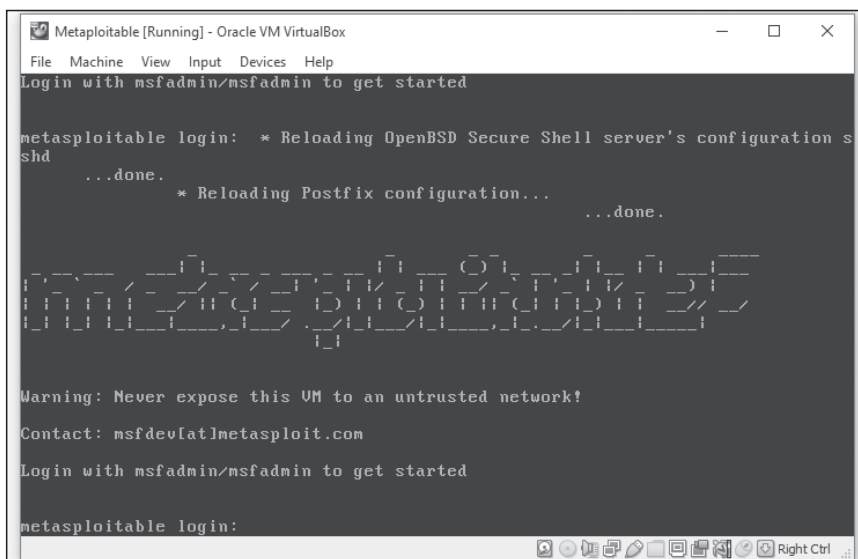 Metaploitable [Running] - Oracle VM VirtualBox
File Machine View Input Devices Help
Login with msfadmin/msfadmin to get started
metasploitable login: * Reloading OpenBSD Secure Shell server's configuration s
shd
...done.
* Reloading Postfix configuration...
...done.
metasploitable2
Warning: Never expose this VM to an untrusted network!
Contact: msfdev[at]metasploit.com
Login with msfadmin/msfadmin to get started
metasploitable login:
Right Ctrl